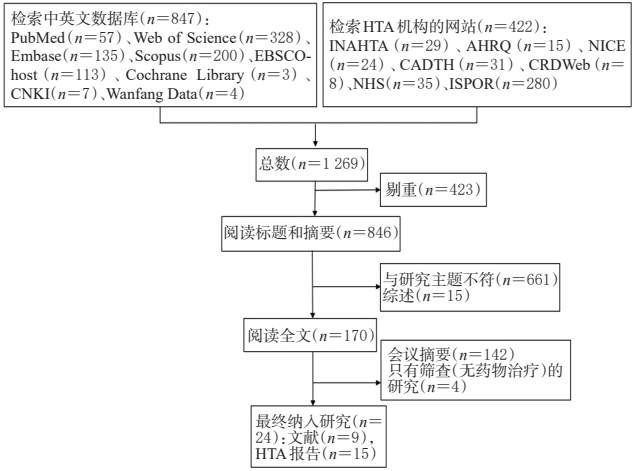 检索中英文数据库(n=847):
PubMed(n=57)、Web of Science(n=328)、
Embase(n=135)、Scopus(n=200)、EBSCO-
host(n=113)、Cochrane Library(n=3)、
CNKI(n=7)、Wanfang Data(n=4)
检索HTA机构的网站(n=422):
INAHTA(n=29)、AHRQ(n=15)、NICE
(n=24)、CADTH(n=31)、CRDWeb(n=
8)、NHS(n=35)、ISPOR(n=280)
总数(n=1 269)
剔重(n=423)
阅读标题和摘要(n=846)
与研究主题不符(n=661)
综述(n=15)
阅读全文(n=170)
会议摘要(n=142)
只有筛查(无药物治疗)的
研究(n=4)
最终纳入研究(n=
24):文献(n=9),
HTA报告(n=15)